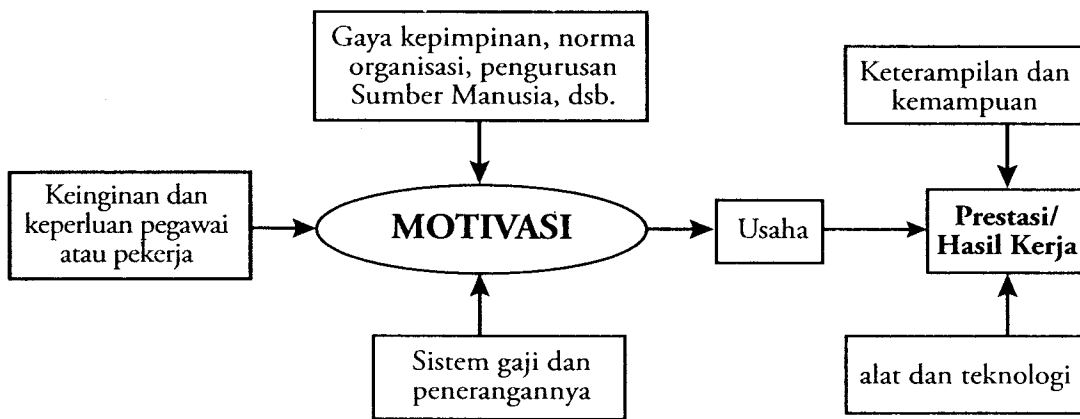 Gaya kepimpinan, norma
organisasi, pengurusan
Sumber Manusia, dsb.
Keterampilan dan
kemampuan
Keinginan dan
keperluan pegawai
atau pekerja
MOTIVASI
Usaha
Prestasi/
Hasil Kerja
Sistem gaji dan
penerangannya
alat dan teknologi